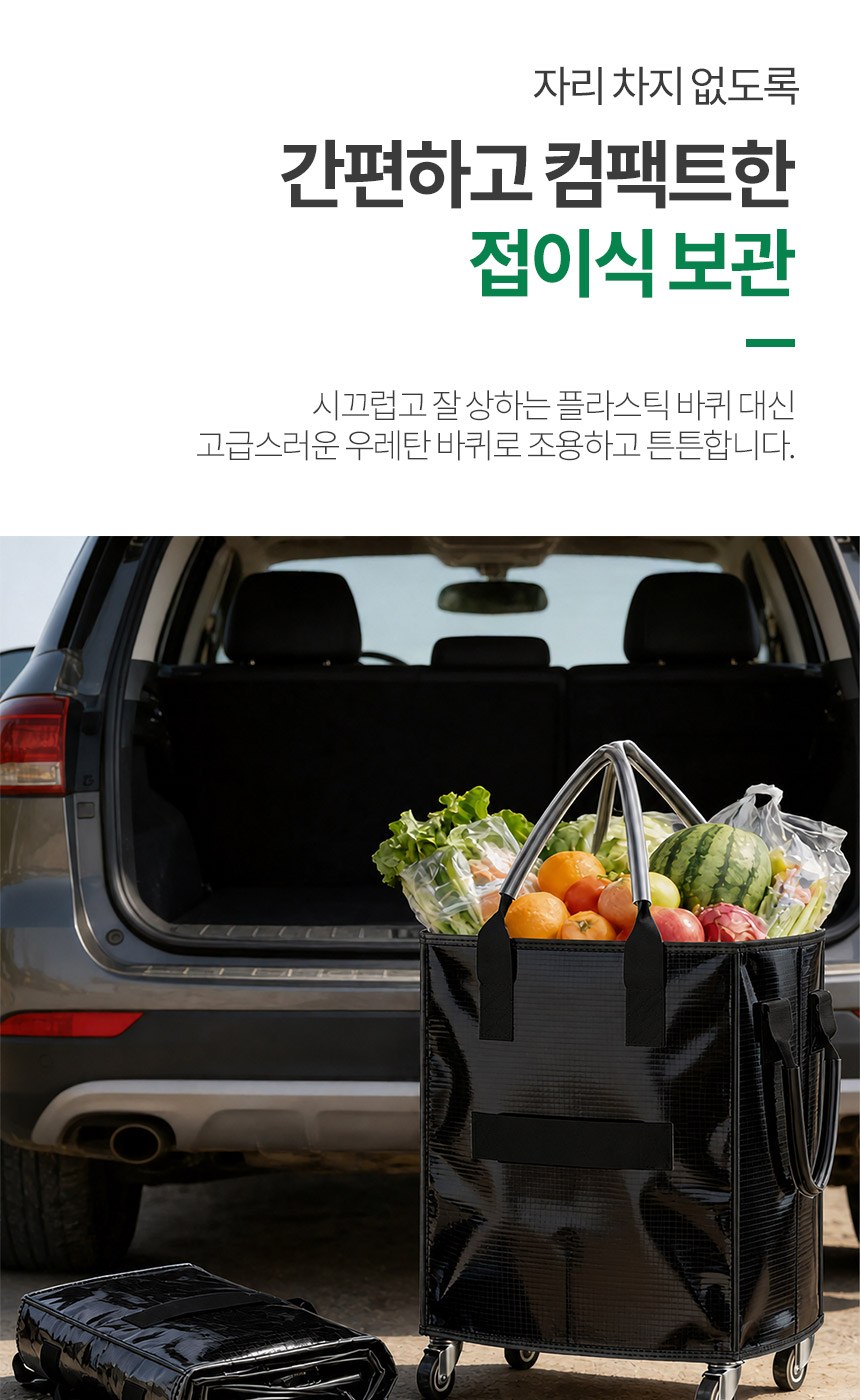 자리 차지 없도록
간편하고 컴팩트한
접이식 보관
시끄럽고 잘 상하는 플라스틱 바퀴 대신
고급스러운 우레탄 바퀴로 조용하고 튼튼합니다.